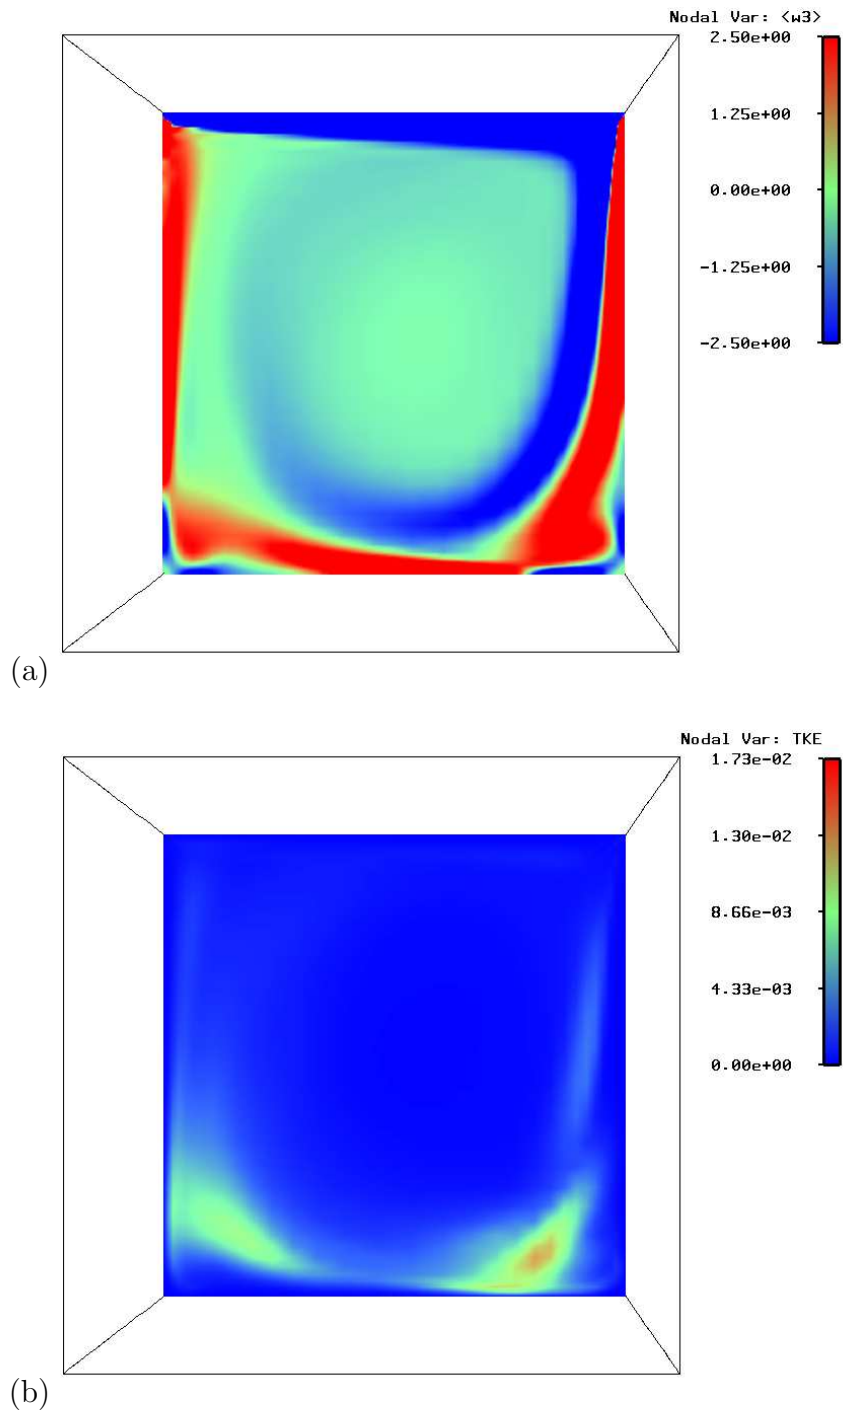 Nodal Var: <w3>
2.50e+00
1.25e+00
0.00e+00
-1.25e+00
-2.50e+00
(a)
Nodal Var: TKE
1.73e-02
1.30e-02
8.66e-03
4.33e-03
0.00e+00
(b)